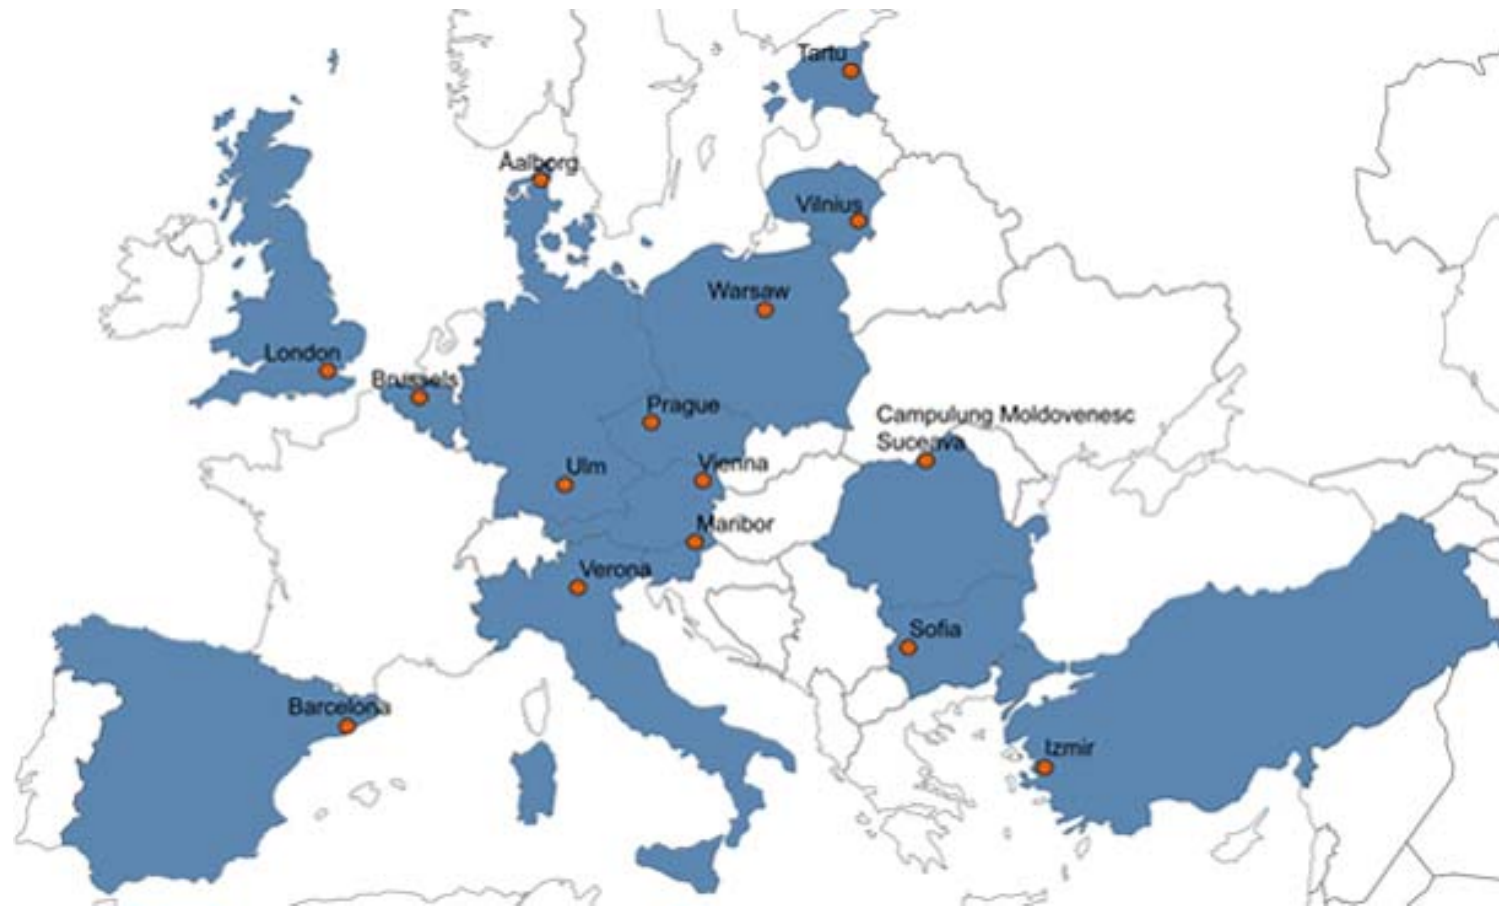 Tartu
Aalborg
Vilnius
Warsaw
London
Brussels
Prague
Campulung Moldovenesc
Suceava
Ulm
Vienna
Maribor
Verona
Sofia
Barcelona
Izmir